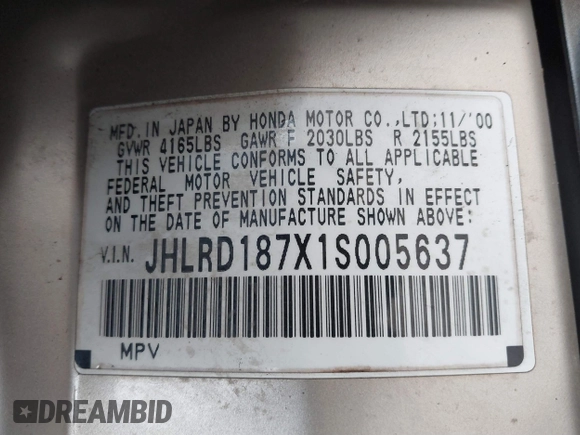 MFD. IN JAPAN BY HONDA MOTOR CO.,LTD;11/'00
GVWR 4165LBS GAWR F 2030LBS R 2155LBS
THIS VEHICLE CONFORMS TO ALL APPLICABLE
FEDERAL MOTOR VEHICLE SAFETY,
AND THEFT PREVENTION STANDARDS IN EFFECT
ON THE DATE OF MANUFACTURE SHOWN ABOVE:
V.I.N. JHLRD187X1S005637
MPV
DREAMBID